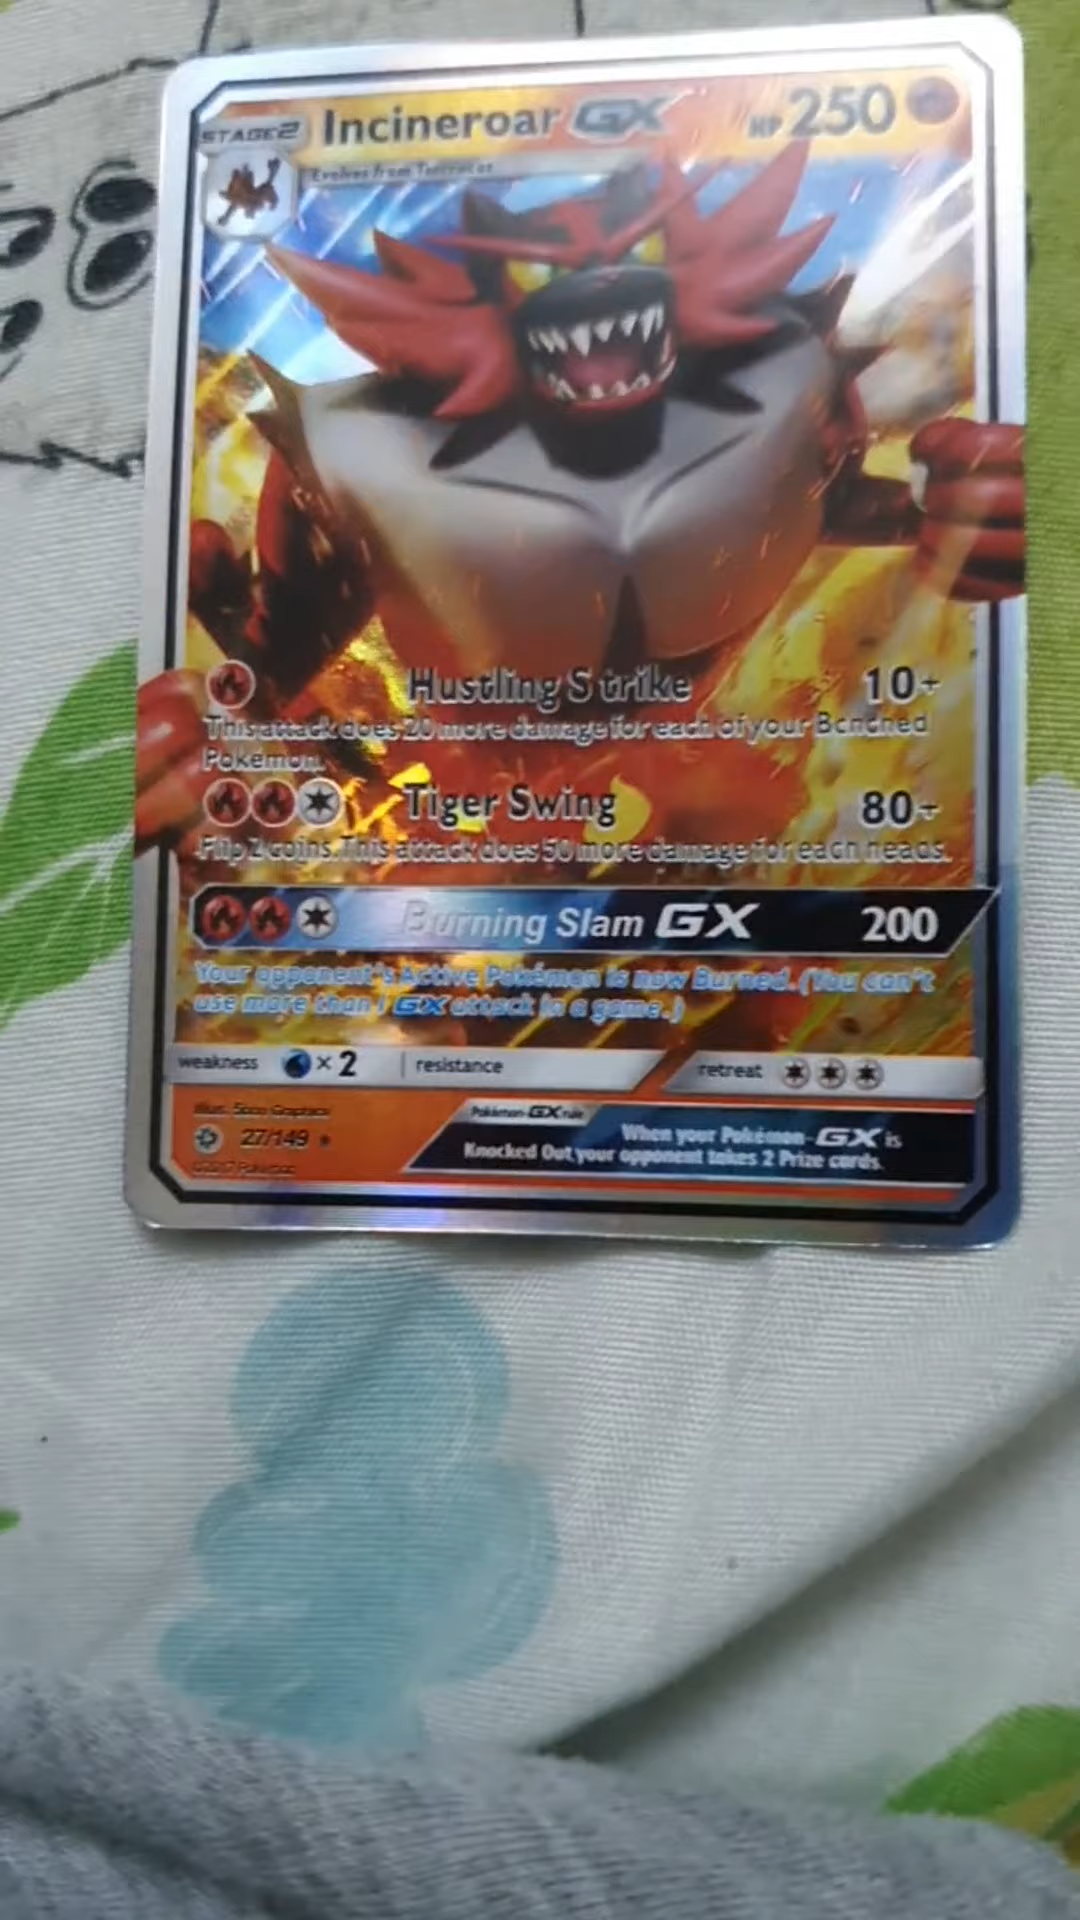 STAGE2 Incineroar GX HP 250
Evolves from Torracat
Hustling S trike 10+
This attack does 20 more damage for each of your Bcndned
Pokémon.
Tiger Swing 80+
Flip 2 coins.This attack does 50 more damage for each heads.
Burning Slam GX 200
Your opponent's Active Pokémon is now Burned.(You can't
use more than 1 GX attack in a game.)
weakness ×2 resistance retreat
Illus. 5ban Graphics
Pokémon-GX rule
27/149
When your Pokémon-GX is
Knocked Out,your opponent takes 2 Prize cards.
©2017 Pokémon